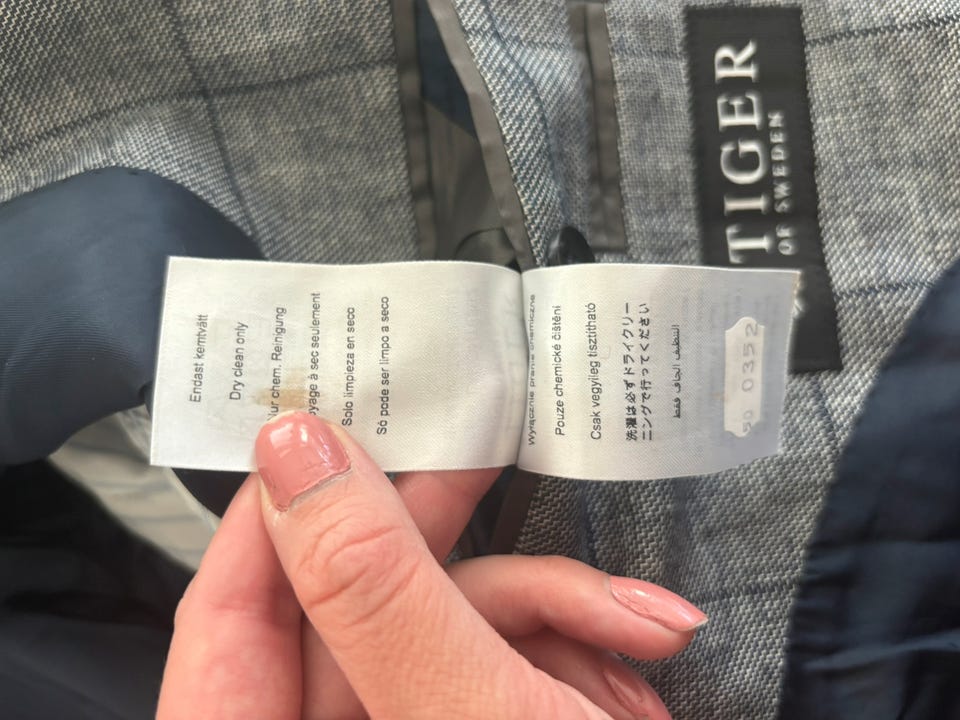 Endast kemtvätt
Dry clean only
chem. Reinigung
à sec seulement
Solo limpieza en seco
Só pode ser limpo a seco
Wyłącznie pranie chemiczne
Pouze chemické čištění
Csak vegyileg tisztítható
洗濯は必ずドライクリー
ニングで行ってください
التنظيف الجاف فقط
50 0352
TIGER
OF SWEDEN